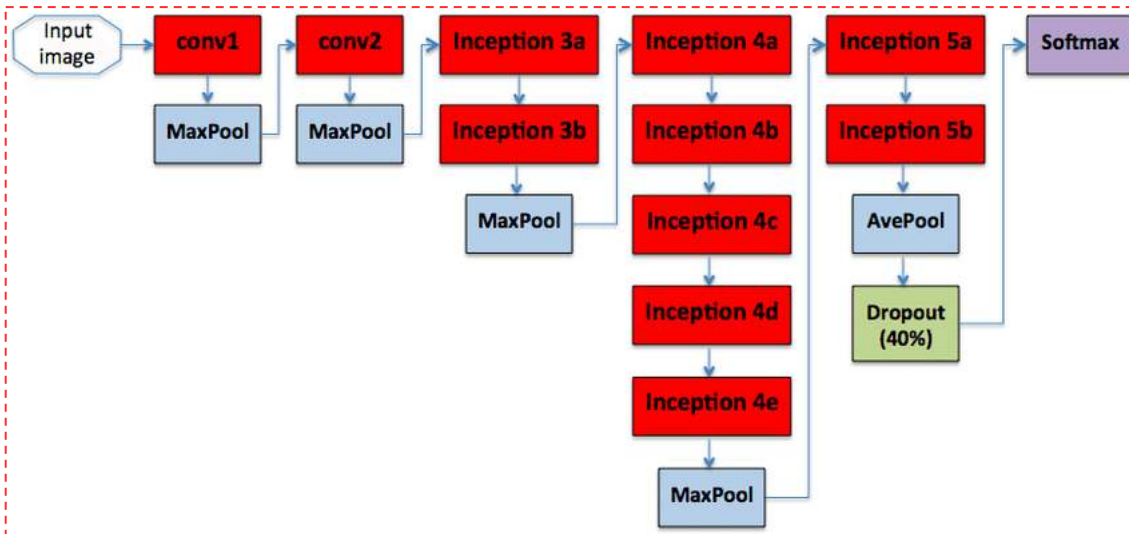 Input
image
conv1
MaxPool
conv2
MaxPool
Inception 3a
Inception 3b
MaxPool
Inception 4a
Inception 4b
Inception 4c
Inception 4d
Inception 4e
MaxPool
Inception 5a
Inception 5b
AvePool
Dropout
(40%)
Softmax